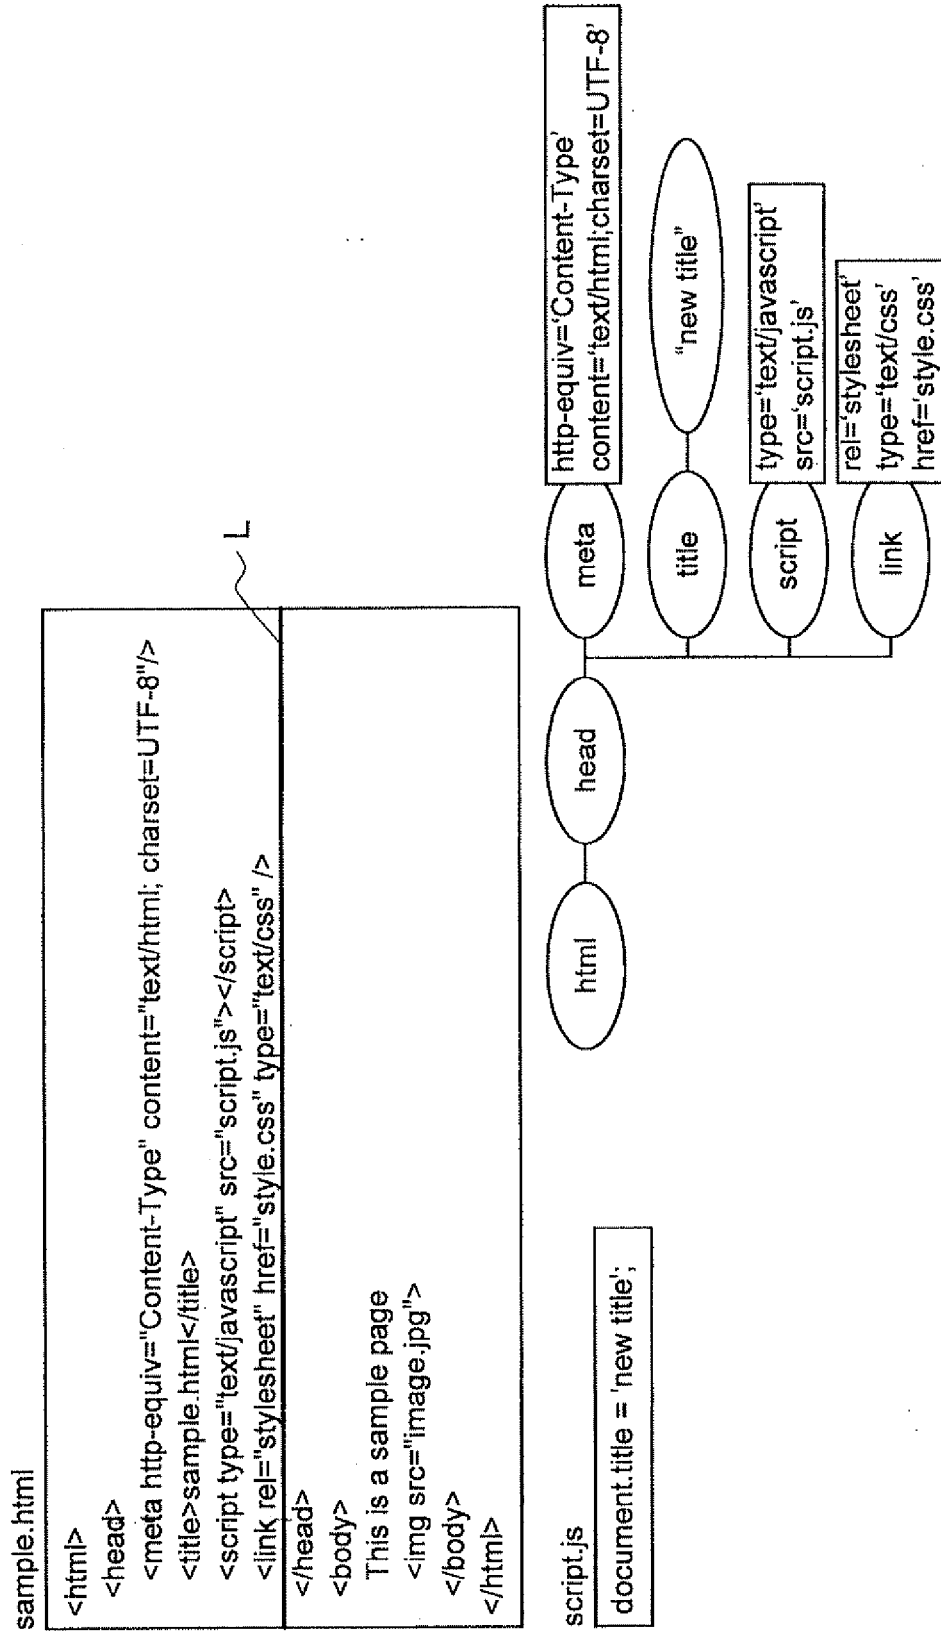 sample.html
<html>
<head>
<meta http-equiv="Content-Type" content="text/html; charset=UTF-8"/>
<title>sample.html</title>
<script type="text/javascript" src="script.js"></script>
<link rel="stylesheet" href="style.css" type="text/css" />
L
</head>
<body>
This is a sample page
<img src="image.jpg">
</body>
</html>
script.js
document.title = 'new title';
html
head
meta
http-equiv='Content-Type'
content='text/html;charset=UTF-8'
title
"new title"
script
type='text/javascript'
src='script.js'
link
rel='stylesheet'
type='text/css'
href='style.css'